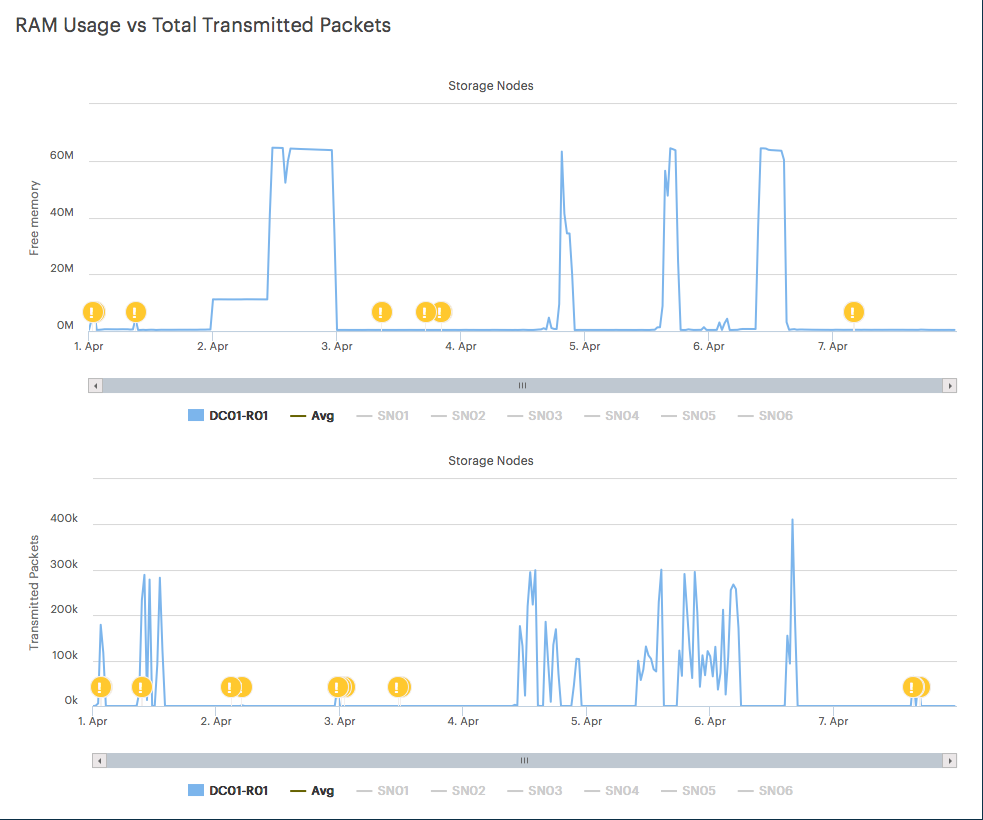 RAM Usage vs Total Transmitted Packets
Storage Nodes
Free memory
60M
40M
20M
0M
! ! ! ! ! !
1. Apr 2. Apr 3. Apr 4. Apr 5. Apr 6. Apr 7. Apr
DC01-R01 Avg SN01 SN02 SN03 SN04 SN05 SN06
Storage Nodes
Transmitted Packets
400k
300k
200k
100k
0k
! ! ! ! ! !
1. Apr 2. Apr 3. Apr 4. Apr 5. Apr 6. Apr 7. Apr
DC01-R01 Avg SN01 SN02 SN03 SN04 SN05 SN06